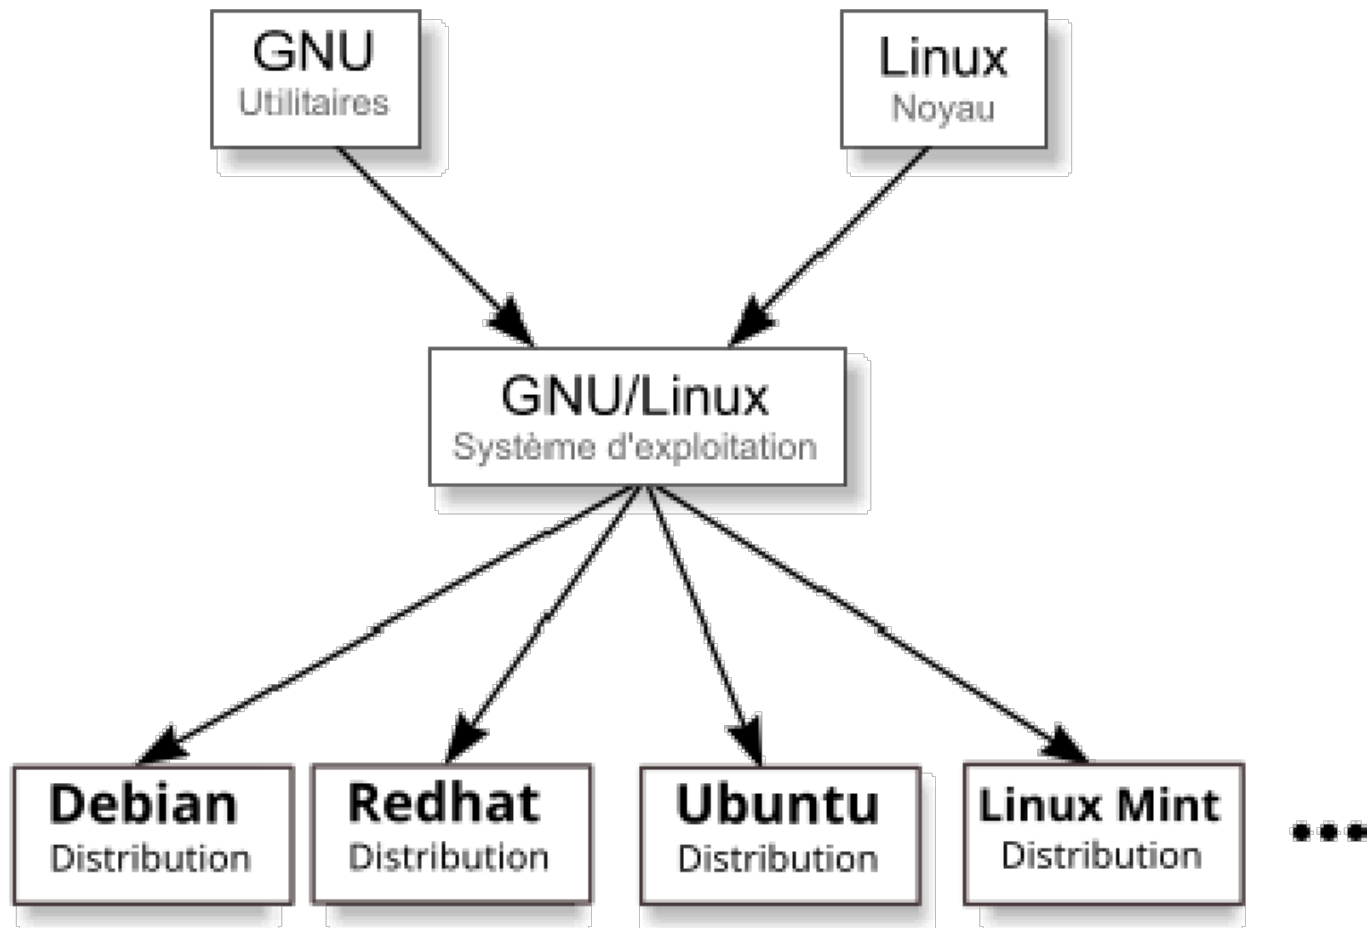 GNU
Utilitaires
Linux
Noyau
GNU/Linux
Système d'exploitation
Debian
Distribution
Redhat
Distribution
Ubuntu
Distribution
Linux Mint
Distribution
...